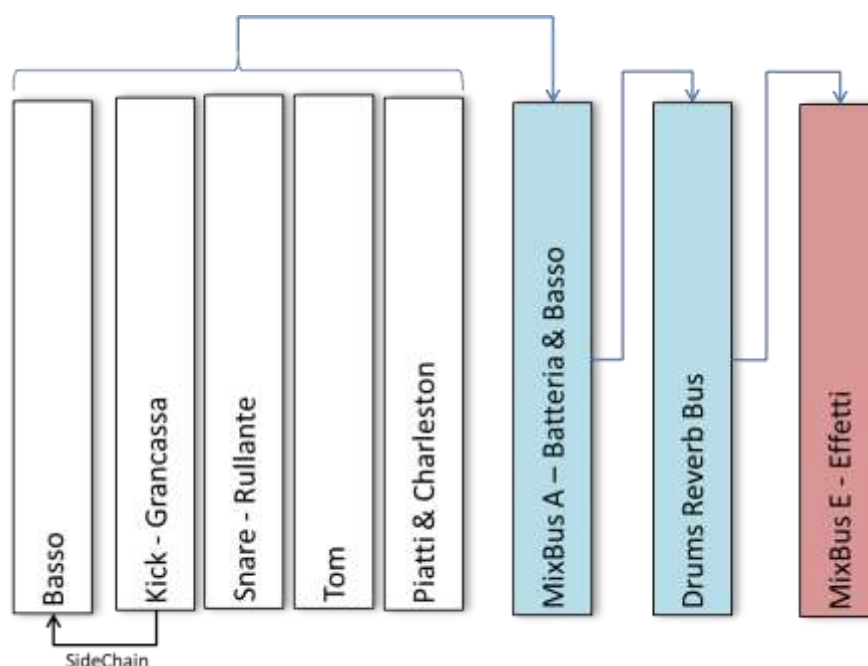 Basso
Kick - Grancassa
Snare - Rullante
Tom
Piatti & Charleston
MixBus A – Batteria & Basso
Drums Reverb Bus
MixBus E - Effetti
SideChain